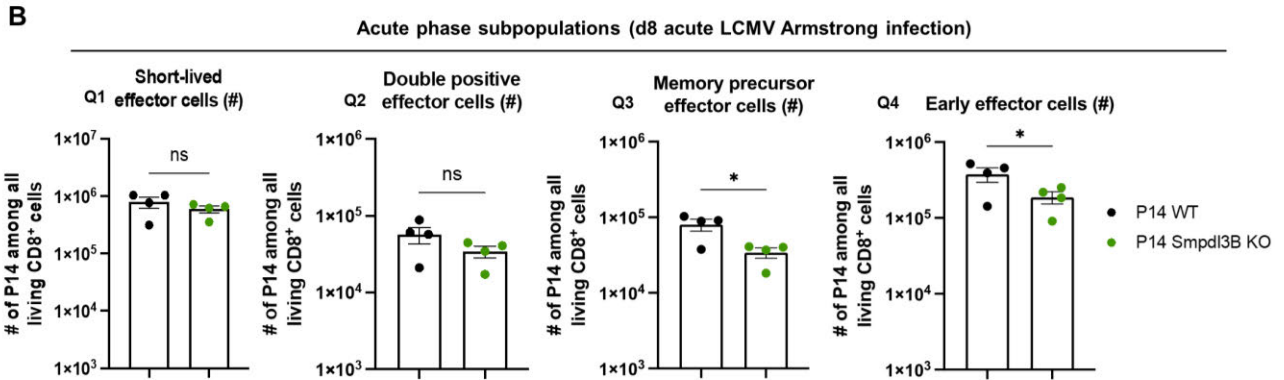 B
Acute phase subpopulations (d8 acute LCMV Armstrong infection)
Q1
Short-lived
effector cells (#)
# of P14 among all
living CD8⁺ cells
1×10⁷
1×10⁶
1×10⁵
1×10⁴
1×10³
ns
Q2
Double positive
effector cells (#)
# of P14 among all
living CD8⁺ cells
1×10⁶
1×10⁵
1×10⁴
1×10³
ns
Q3
Memory precursor
effector cells (#)
# of P14 among all
living CD8⁺ cells
1×10⁶
1×10⁵
1×10⁴
1×10³
*
Q4
Early effector cells (#)
# of P14 among all
living CD8⁺ cells
1×10⁶
1×10⁵
1×10⁴
1×10³
*
P14 WT
P14 Smpdl3B KO